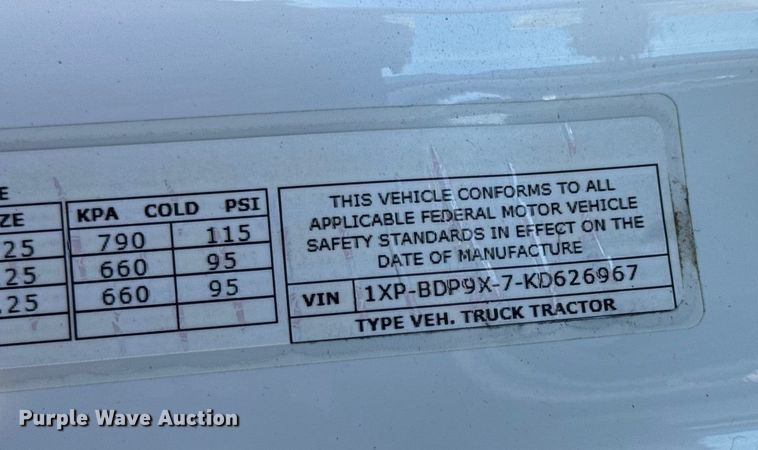 E
ZE
KPA COLD PSI
.25 790 115
.25 660 95
.25 660 95
THIS VEHICLE CONFORMS TO ALL
APPLICABLE FEDERAL MOTOR VEHICLE
SAFETY STANDARDS IN EFFECT ON THE
DATE OF MANUFACTURE
VIN 1XP-BDP9X-7-KD626967
TYPE VEH. TRUCK TRACTOR
Purple Wave Auction